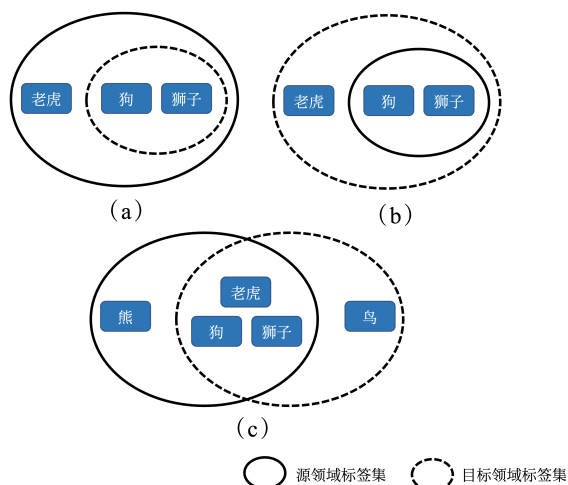 老虎 狗 狮子
老虎 狗 狮子
(a)
(b)
老虎
熊
鸟
狗 狮子
(c)
源领域标签集 目标领域标签集